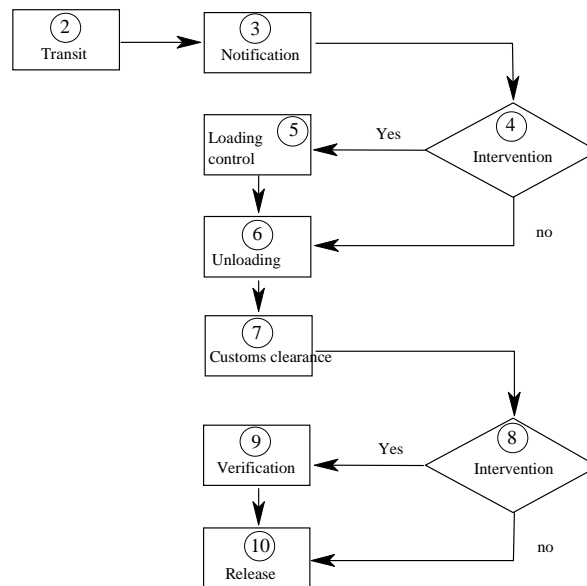 2
Transit
3
Notification
4
Intervention
Yes
5
Loading
control
no
6
Unloading
7
Customs clearance
8
Intervention
Yes
9
Verification
no
10
Release